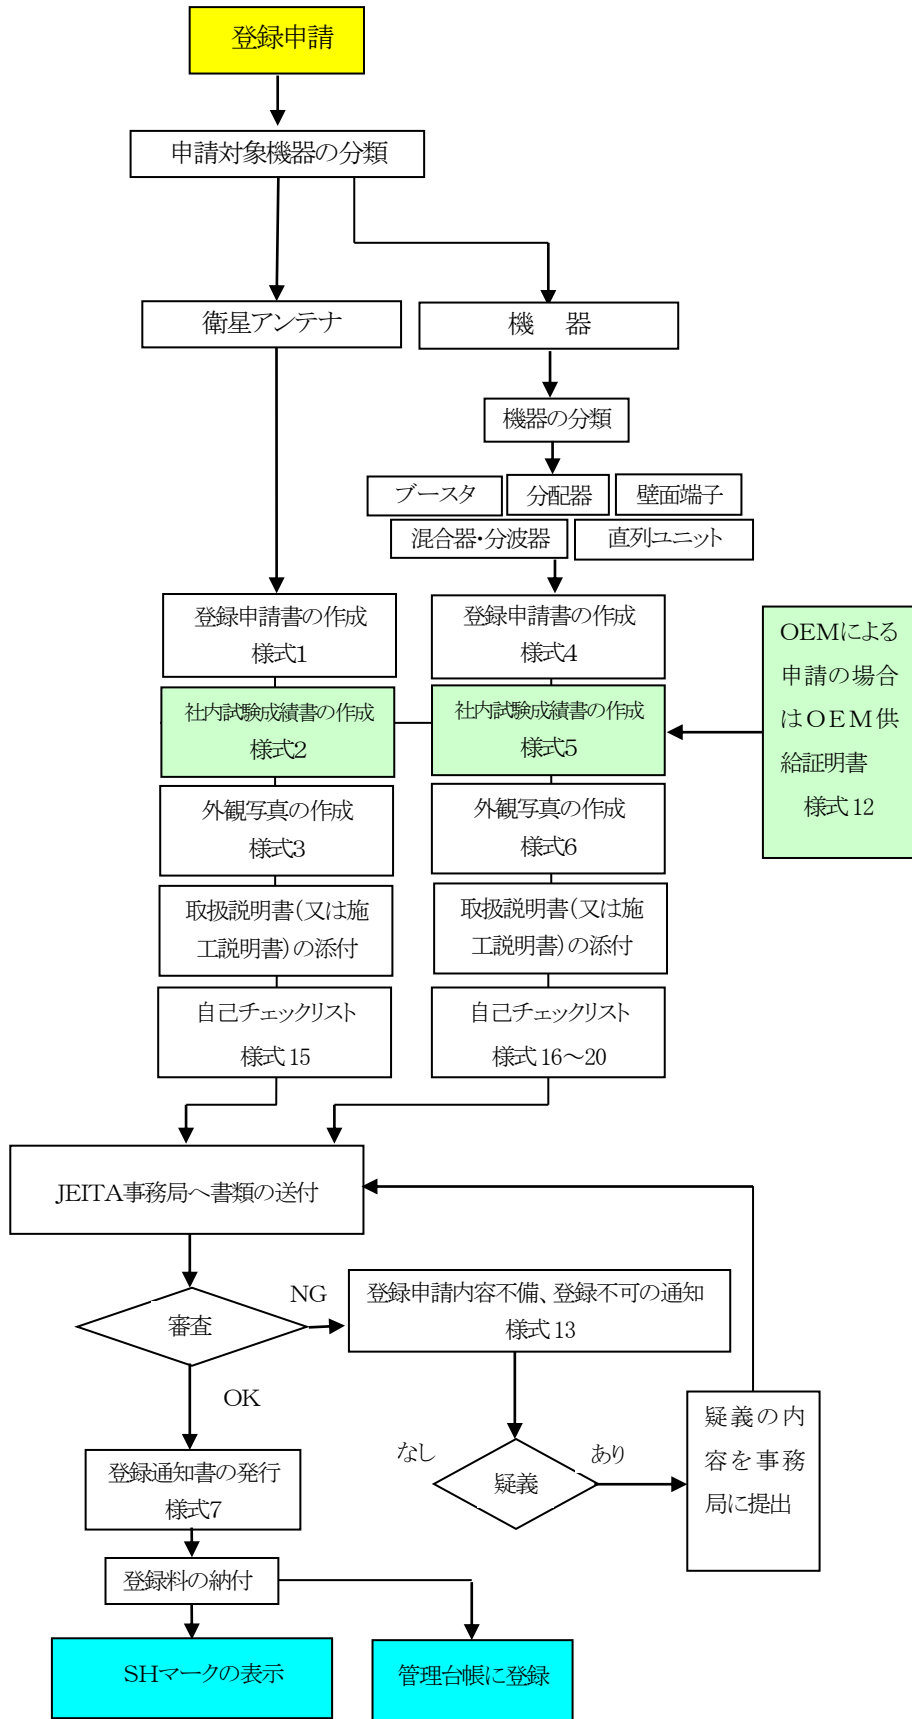 登録申請
申請対象機器の分類
衛星アンテナ
機　器
機器の分類
ブースタ
分配器
壁面端子
混合器・分波器
直列ユニット
登録申請書の作成
様式1
登録申請書の作成
様式4
OEMによる
申請の場合
はOEM供
給証明書
様式12
社内試験成績書の作成
様式2
社内試験成績書の作成
様式5
外観写真の作成
様式3
外観写真の作成
様式6
取扱説明書(又は施
工説明書)の添付
取扱説明書(又は施
工説明書)の添付
自己チェックリスト
様式15
自己チェックリスト
様式16～20
JEITA事務局へ書類の送付
審査
NG
登録申請内容不備、登録不可の通知
様式13
OK
なし
疑義
あり
疑義の内
容を事務
局に提出
登録通知書の発行
様式7
登録料の納付
SHマークの表示
管理台帳に登録